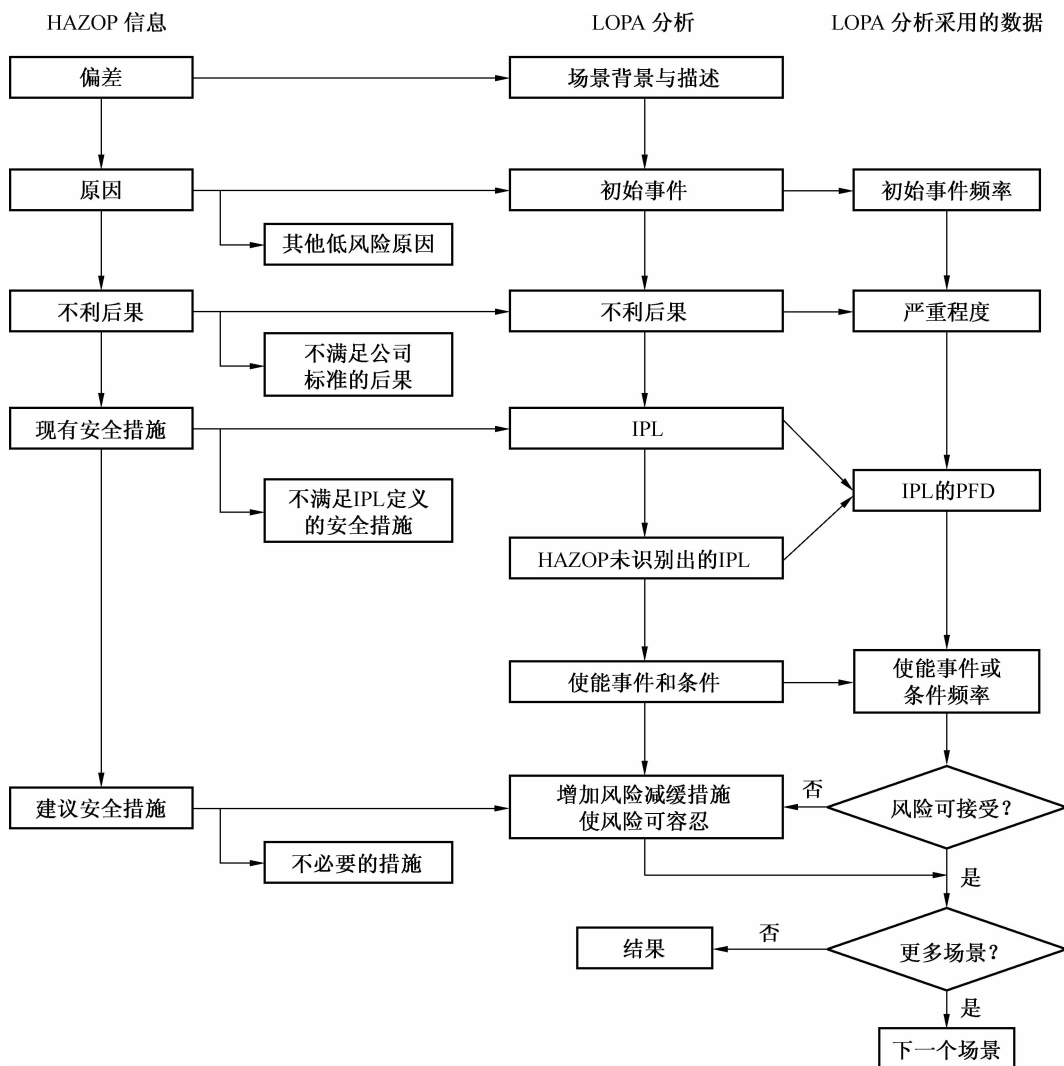 HAZOP 信息
LOPA 分析
LOPA 分析采用的数据
偏差
场景背景与描述
原因
初始事件
初始事件频率
其他低风险原因
不利后果
不利后果
严重程度
不满足公司
标准的后果
现有安全措施
IPL
不满足IPL定义
的安全措施
IPL的PFD
HAZOP未识别出的IPL
使能事件和条件
使能事件或
条件频率
建议安全措施
增加风险减缓措施
使风险可容忍
否
风险可接受?
不必要的措施
是
结果
否
更多场景?
是
下一个场景